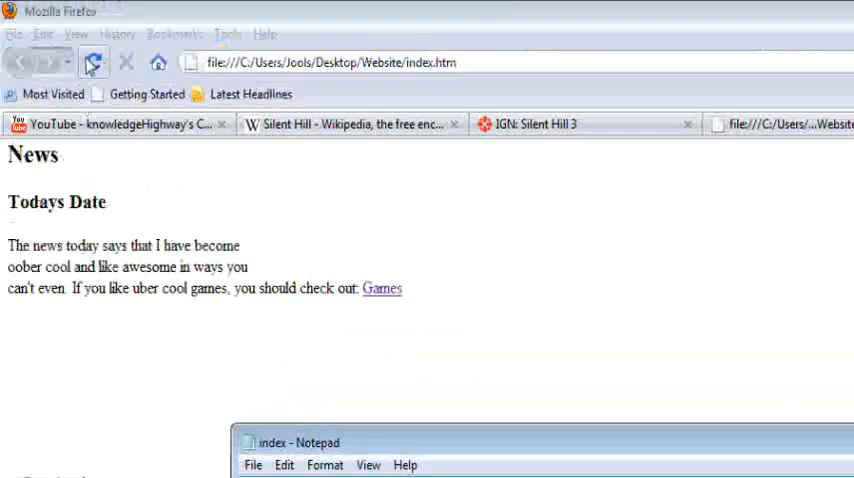 Mozilla Firefox
File Edit View History Bookmarks Tools Help
file:///C:/Users/Jools/Desktop/Website/index.htm
Most Visited Getting Started Latest Headlines
YouTube - knowledgeHighway's C... Silent Hill - Wikipedia, the free enc... IGN: Silent Hill 3 file:///C:/Users/...Website
News
Todays Date
The news today says that I have become
oober cool and like awesome in ways you
can't even. If you like uber cool games, you should check out: Games
index - Notepad
File Edit Format View Help